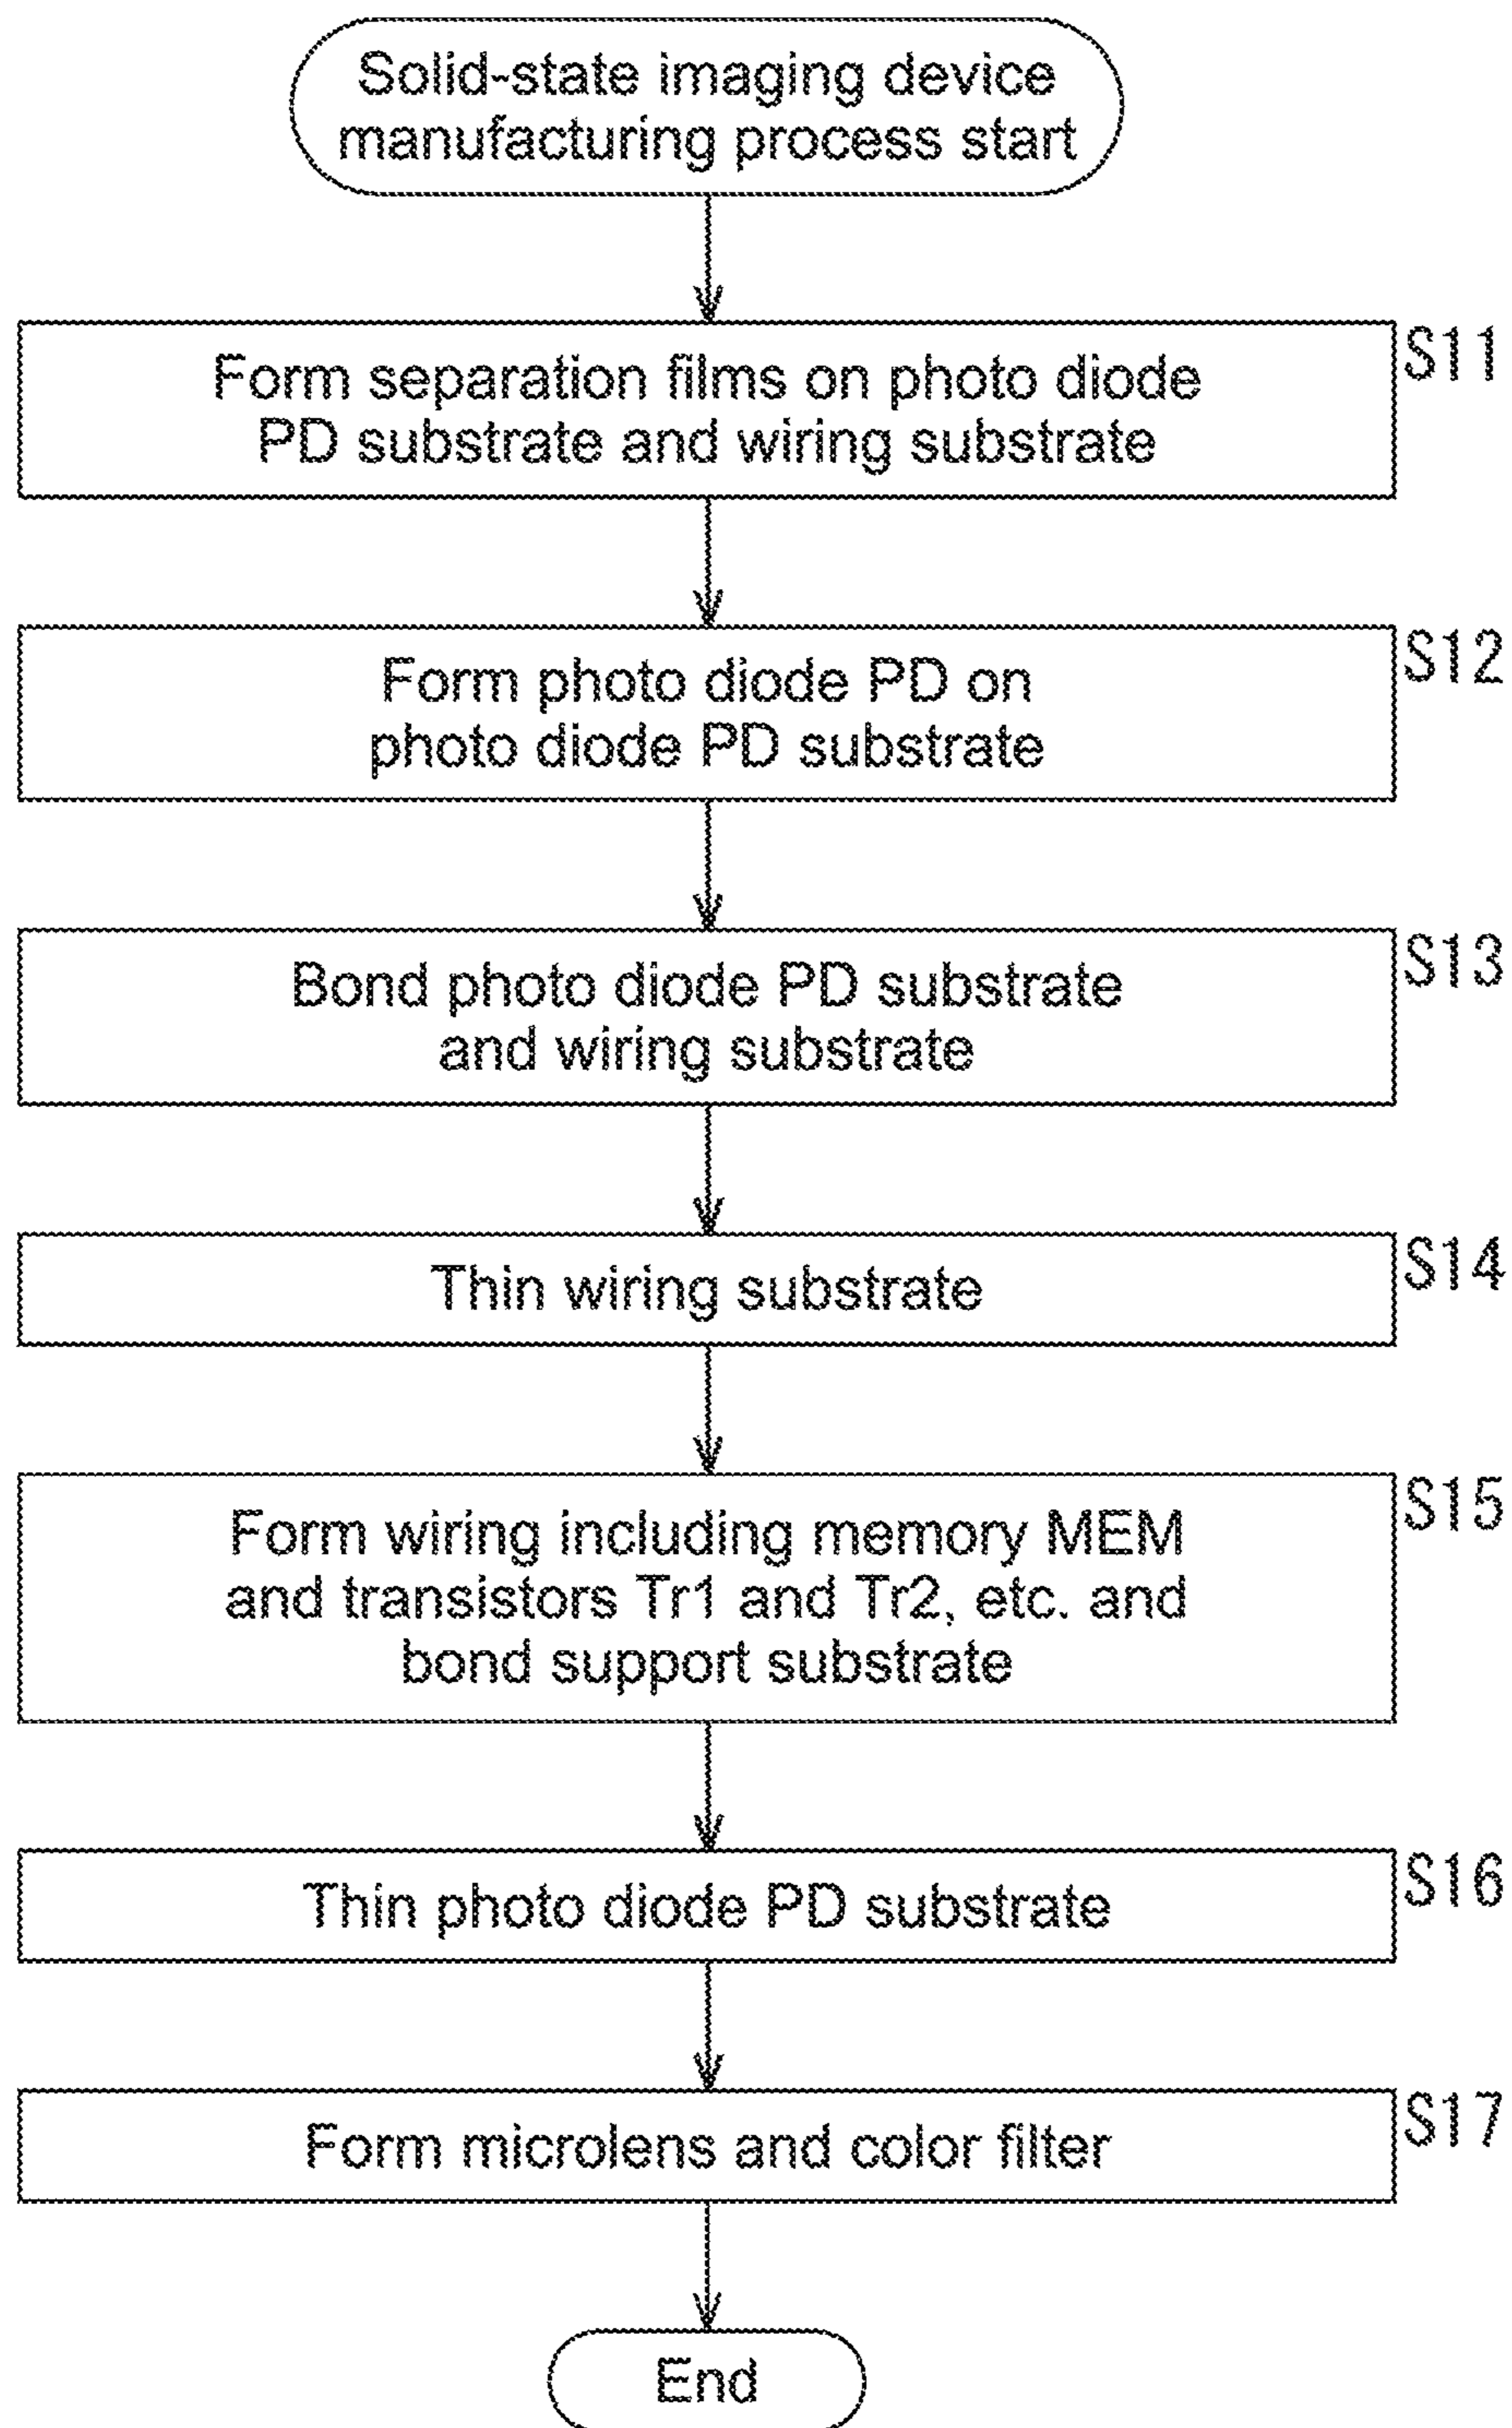 Solid-state imaging device
manufacturing process start
S11
Form separation films on photo diode
PD substrate and wiring substrate
S12
Form photo diode PD on
photo diode PD substrate
S13
Bond photo diode PD substrate
and wiring substrate
S14
Thin wiring substrate
S15
Form wiring including memory MEM
and transistors Tr1 and Tr2, etc. and
bond support substrate
S16
Thin photo diode PD substrate
S17
Form microlens and color filter
End